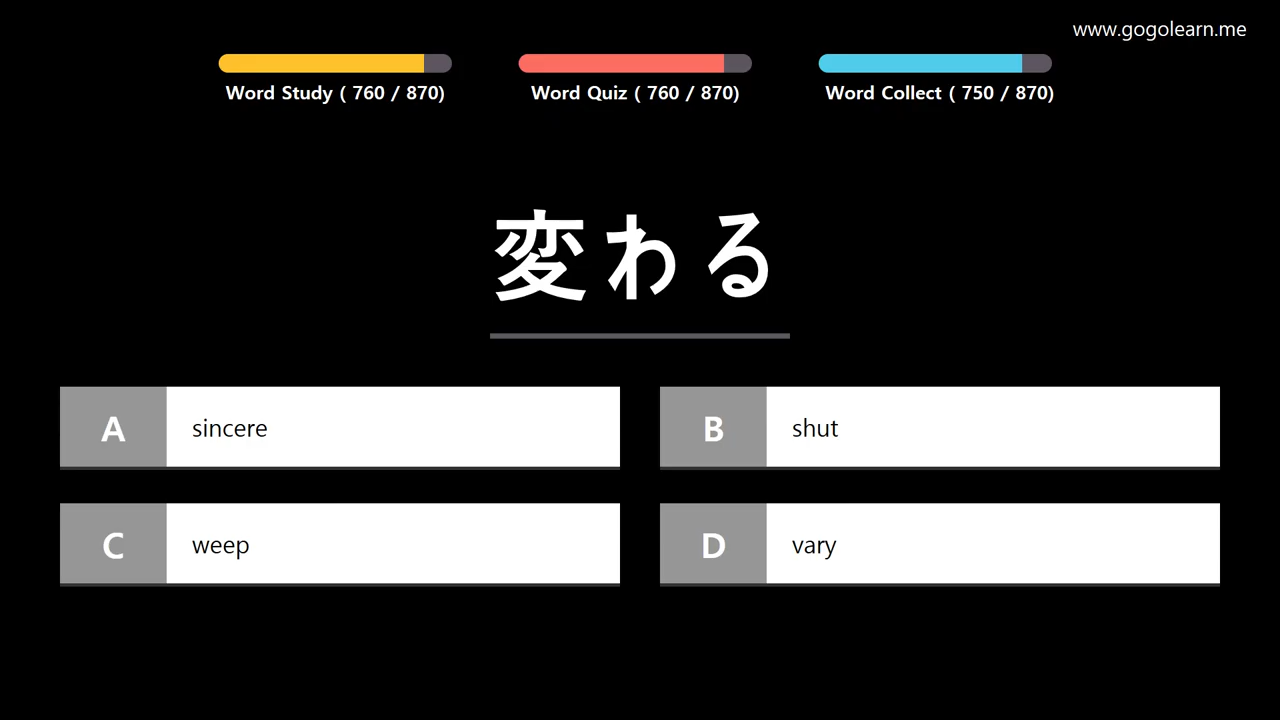 www.gogolearn.me
Word Study ( 760 / 870)
Word Quiz ( 760 / 870)
Word Collect ( 750 / 870)
変わる
A sincere
B shut
C weep
D vary